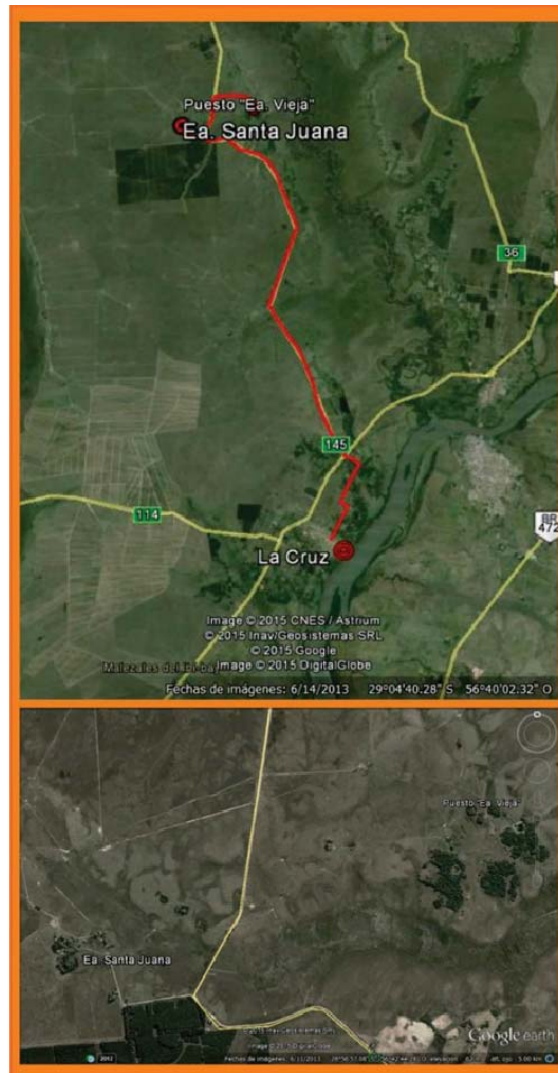 Puesto "Ea. Vieja"
Ea. Santa Juana
36
145
114
BR
472
La Cruz
Image © 2015 CNES / Astrium
© 2015 Inav/Geosistemas SRL
© 2015 Google
Image © 2015 DigitalGlobe
Fechas de imágenes: 6/14/2013 29°04'40.28" S 56°40'02.32" O
Puesto "Ea. Vieja"
Ea. Santa Juana
Google earth